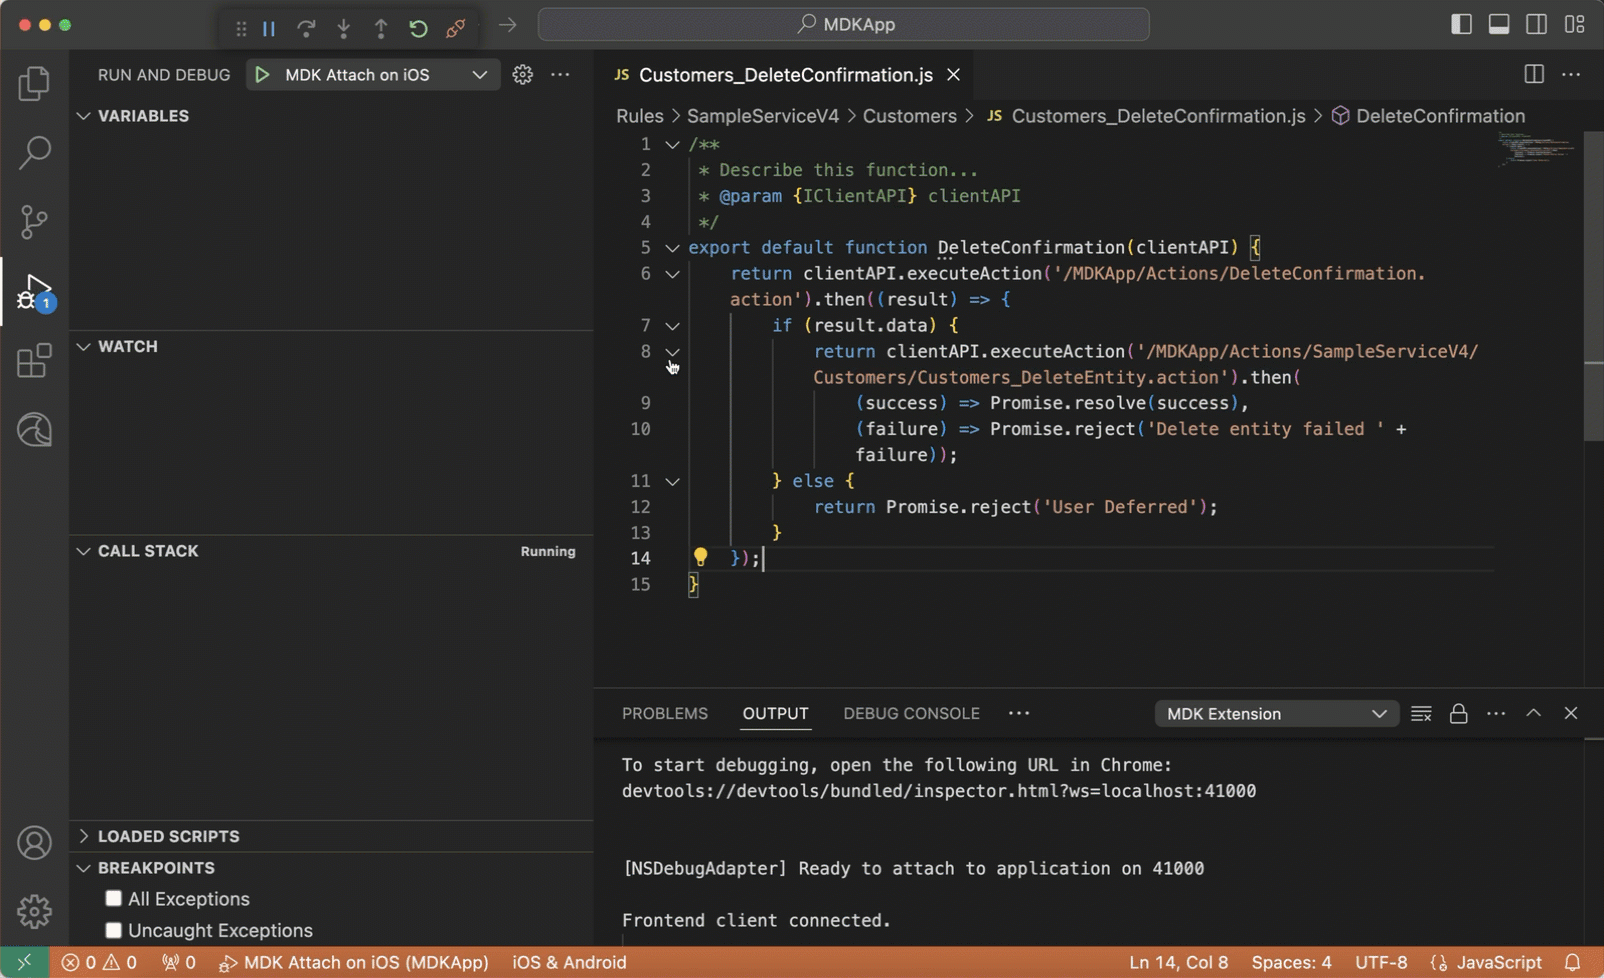 MDKApp
RUN AND DEBUG
MDK Attach on iOS
VARIABLES
WATCH
CALL STACK
Running
LOADED SCRIPTS
BREAKPOINTS
All Exceptions
Uncaught Exceptions
1
JS Customers_DeleteConfirmation.js
Rules > SampleServiceV4 > Customers > JS Customers_DeleteConfirmation.js > DeleteConfirmation
1 /**
2 * Describe this function...
3 * @param {IClientAPI} clientAPI
4 */
5 export default function DeleteConfirmation(clientAPI) {
6 return clientAPI.executeAction('/MDKApp/Actions/DeleteConfirmation.
action').then((result) => {
7 if (result.data) {
8 return clientAPI.executeAction('/MDKApp/Actions/SampleServiceV4/
Customers/Customers_DeleteEntity.action').then(
9 (success) => Promise.resolve(success),
10 (failure) => Promise.reject('Delete entity failed ' +
failure));
11 } else {
12 return Promise.reject('User Deferred');
13 }
14 });
15 }
PROBLEMS OUTPUT DEBUG CONSOLE
MDK Extension
To start debugging, open the following URL in Chrome:
devtools://devtools/bundled/inspector.html?ws=localhost:41000
[NSDebugAdapter] Ready to attach to application on 41000
Frontend client connected.
0 0 0 MDK Attach on iOS (MDKApp) iOS & Android Ln 14, Col 8 Spaces: 4 UTF-8 {} JavaScript